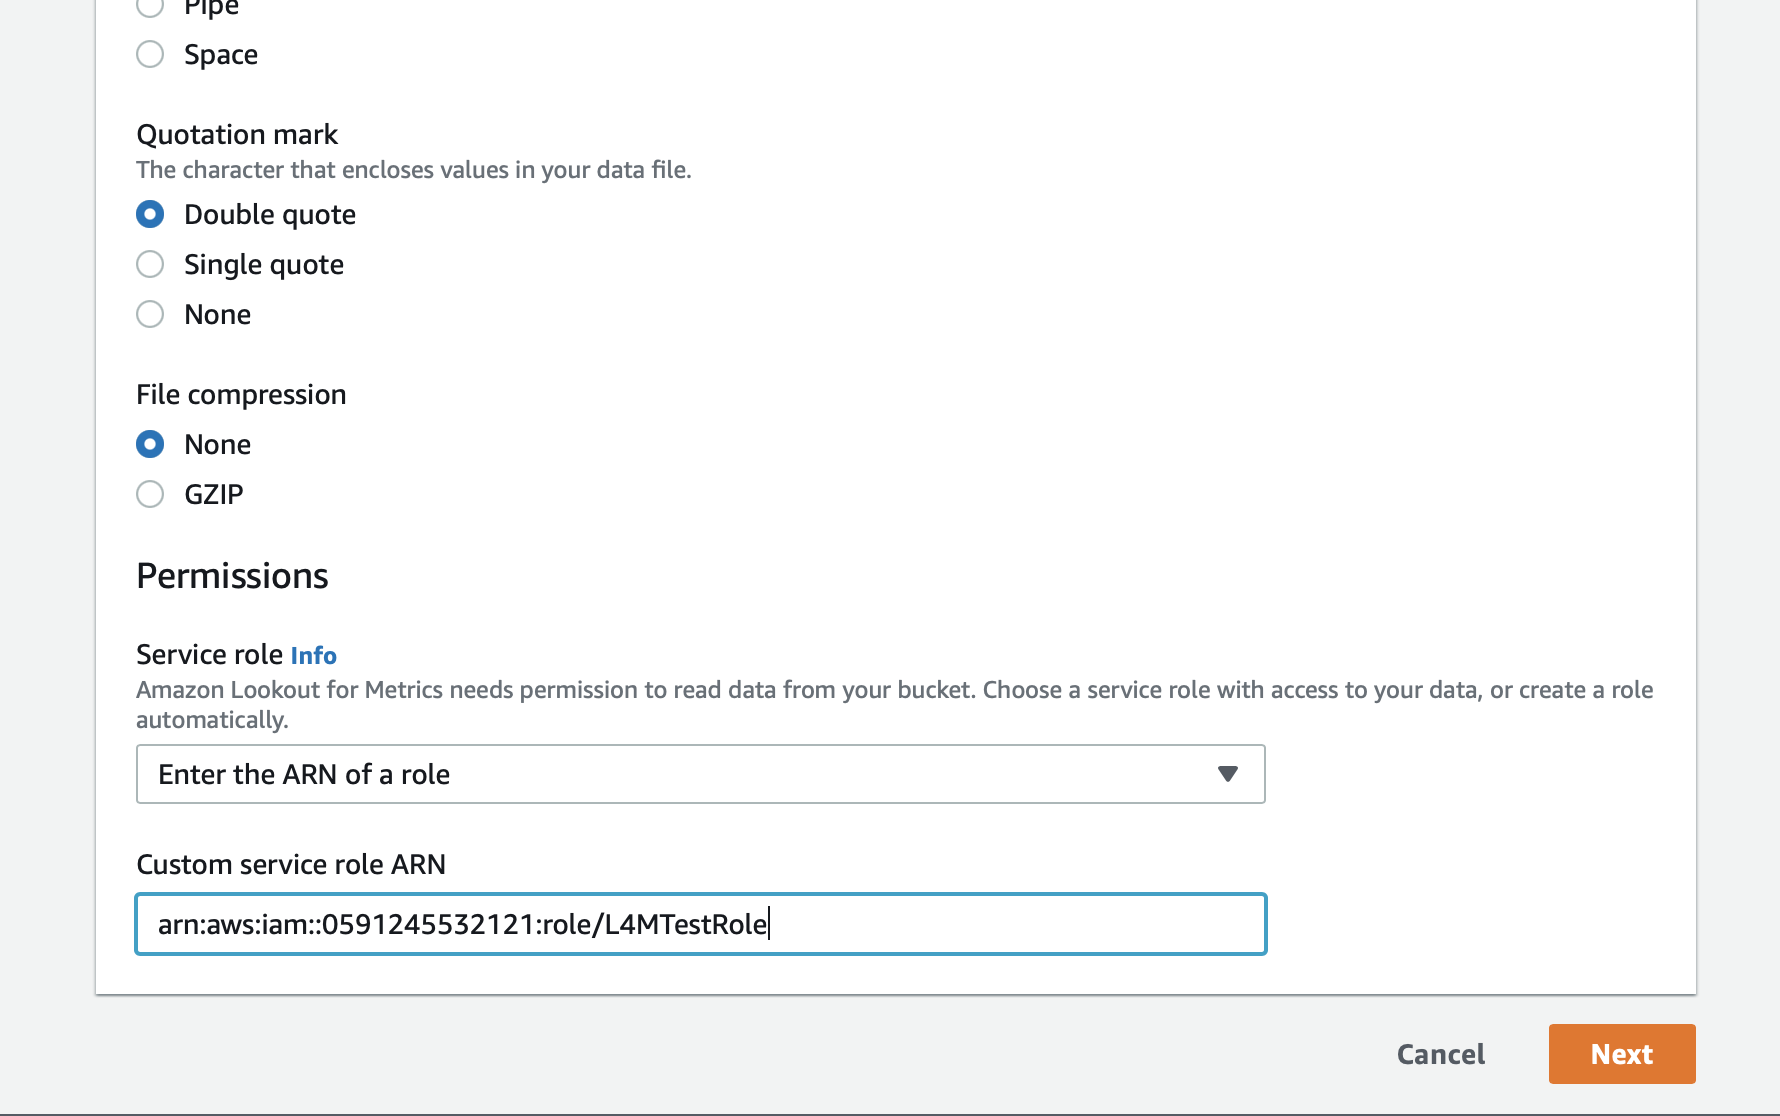 Pipe
Space
Quotation mark
The character that encloses values in your data file.
Double quote
Single quote
None
File compression
None
GZIP
Permissions
Service role Info
Amazon Lookout for Metrics needs permission to read data from your bucket. Choose a service role with access to your data, or create a role
automatically.
Enter the ARN of a role
Custom service role ARN
arn:aws:iam::0591245532121:role/L4MTestRole
Cancel
Next